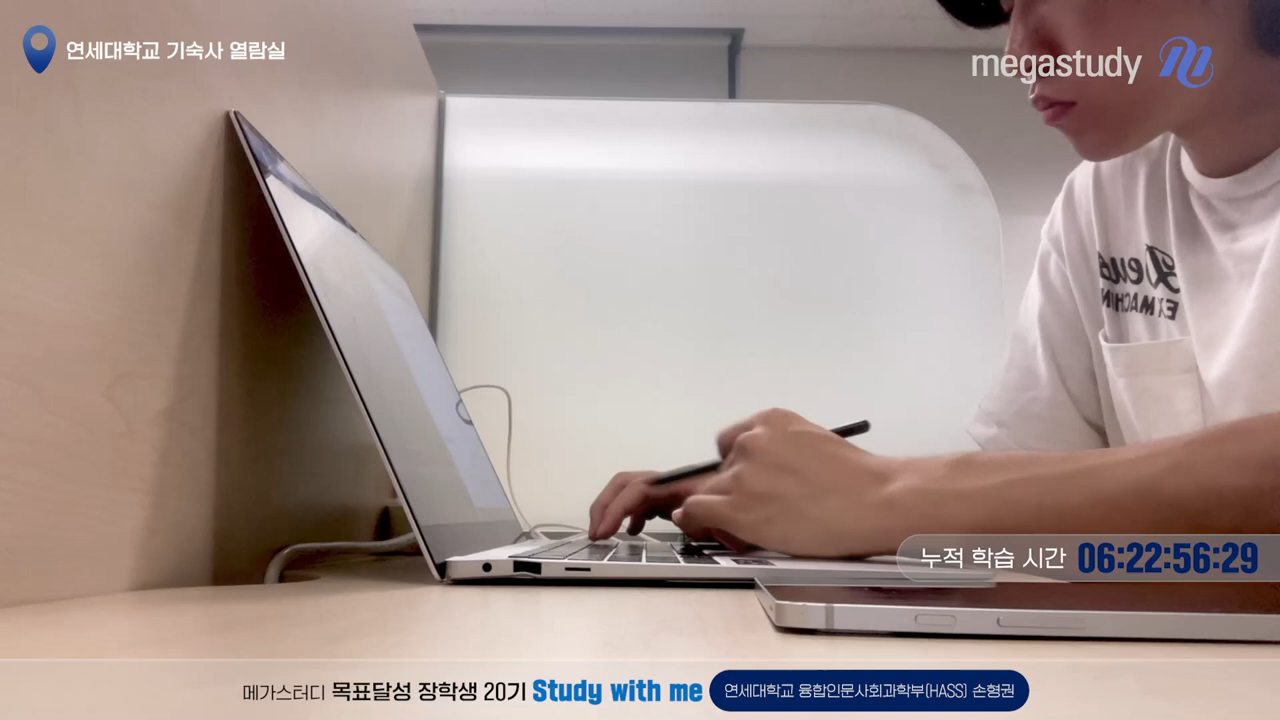 연세대학교 기숙사 열람실
megastudy
Deus
EX MACHIN
누적 학습 시간 06:22:56:29
메가스터디 목표달성 장학생 20기 Study with me 연세대학교 융합인문사회과학부(HASS) 손형권